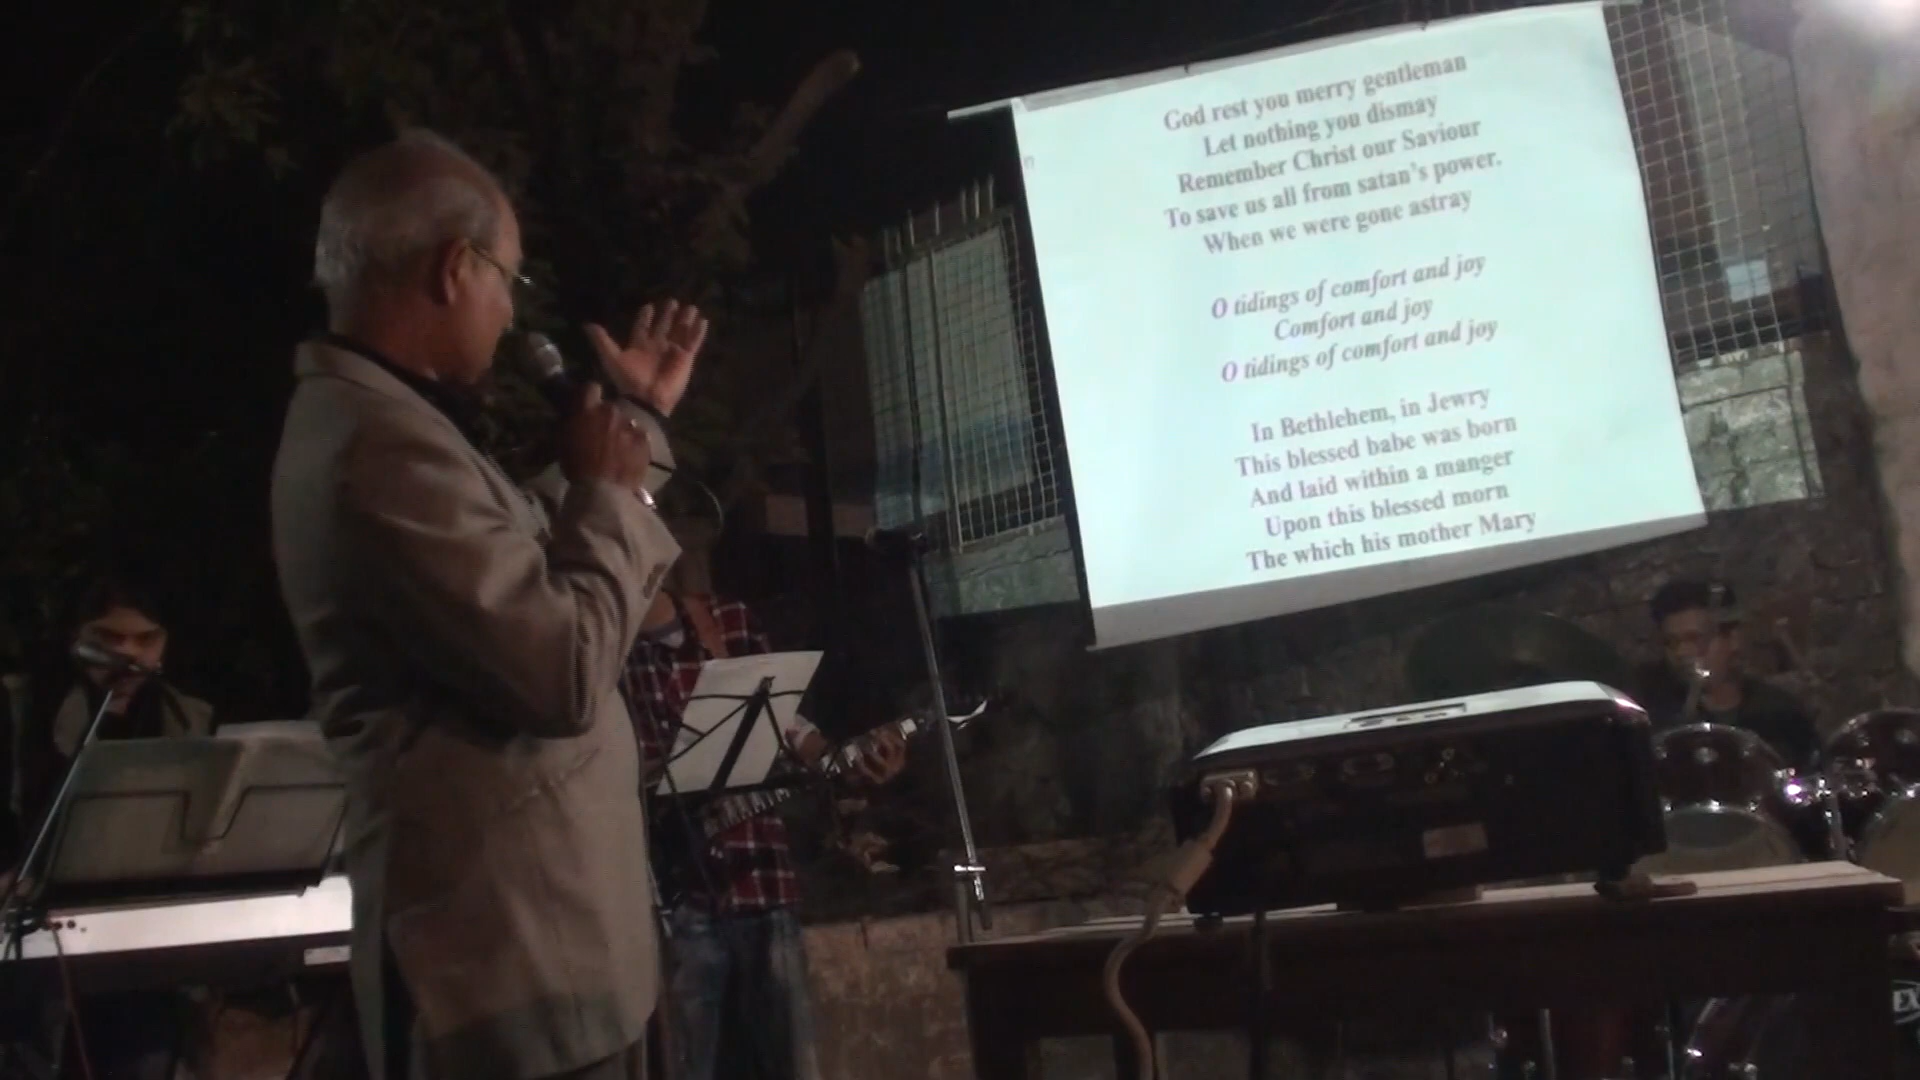 God rest you merry gentleman
Let nothing you dismay
Remember Christ our Saviour
To save us all from satan's power.
When we were gone astray
O tidings of comfort and joy
Comfort and joy
O tidings of comfort and joy
In Bethlehem, in Jewry
This blessed babe was born
And laid within a manger
Upon this blessed morn
The which his mother Mary